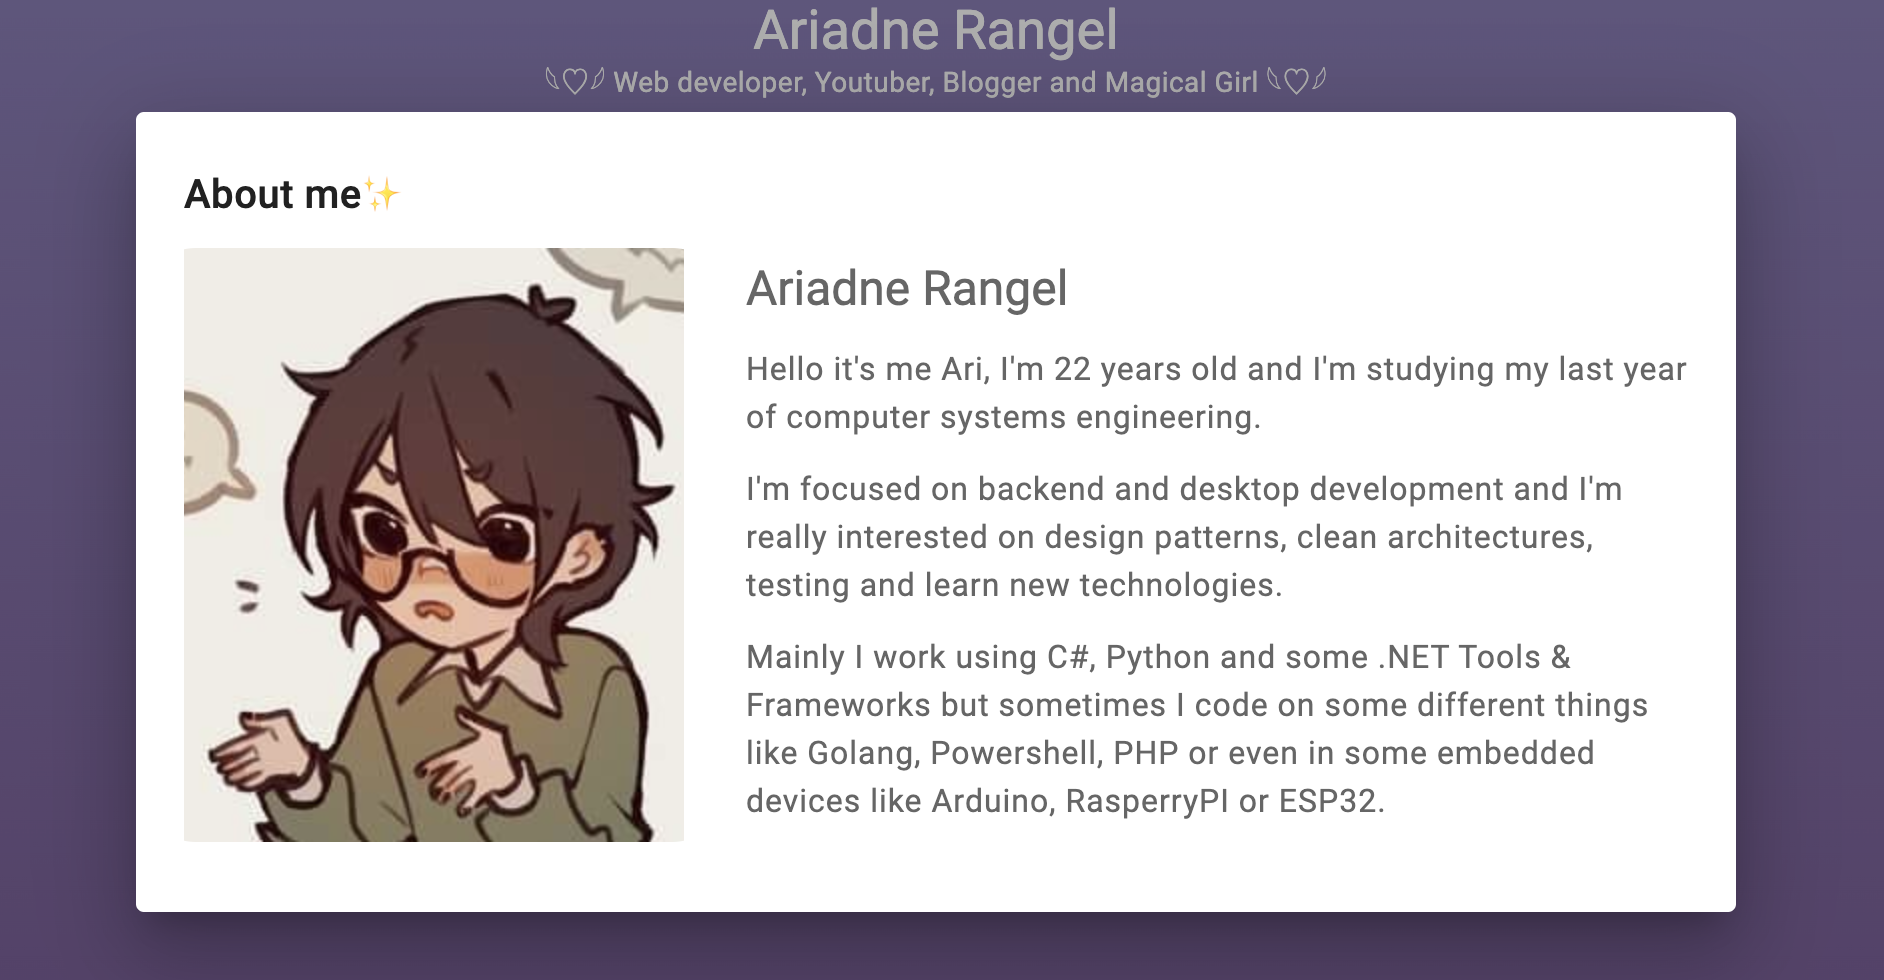 Ariadne Rangel
╰♡╯ Web developer, Youtuber, Blogger and Magical Girl ╰♡╯
About me✨
Ariadne Rangel
Hello it's me Ari, I'm 22 years old and I'm studying my last year
of computer systems engineering.
I'm focused on backend and desktop development and I'm
really interested on design patterns, clean architectures,
testing and learn new technologies.
Mainly I work using C#, Python and some .NET Tools &
Frameworks but sometimes I code on some different things
like Golang, Powershell, PHP or even in some embedded
devices like Arduino, RasperryPI or ESP32.